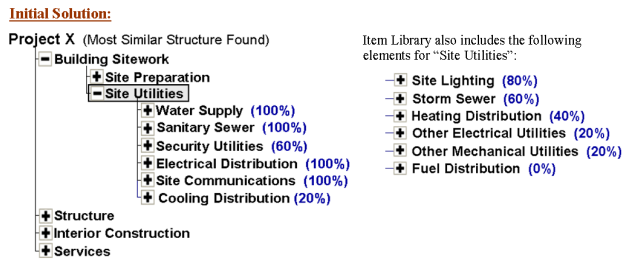 Initial Solution:
Project X (Most Similar Structure Found)
Building Sitework
Site Preparation
Site Utilities
Water Supply (100%)
Sanitary Sewer (100%)
Security Utilities (60%)
Electrical Distribution (100%)
Site Communications (100%)
Cooling Distribution (20%)
Structure
Interior Construction
Services
Item Library also includes the following
elements for “Site Utilities”:
Site Lighting (80%)
Storm Sewer (60%)
Heating Distribution (40%)
Other Electrical Utilities (20%)
Other Mechanical Utilities (20%)
Fuel Distribution (0%)